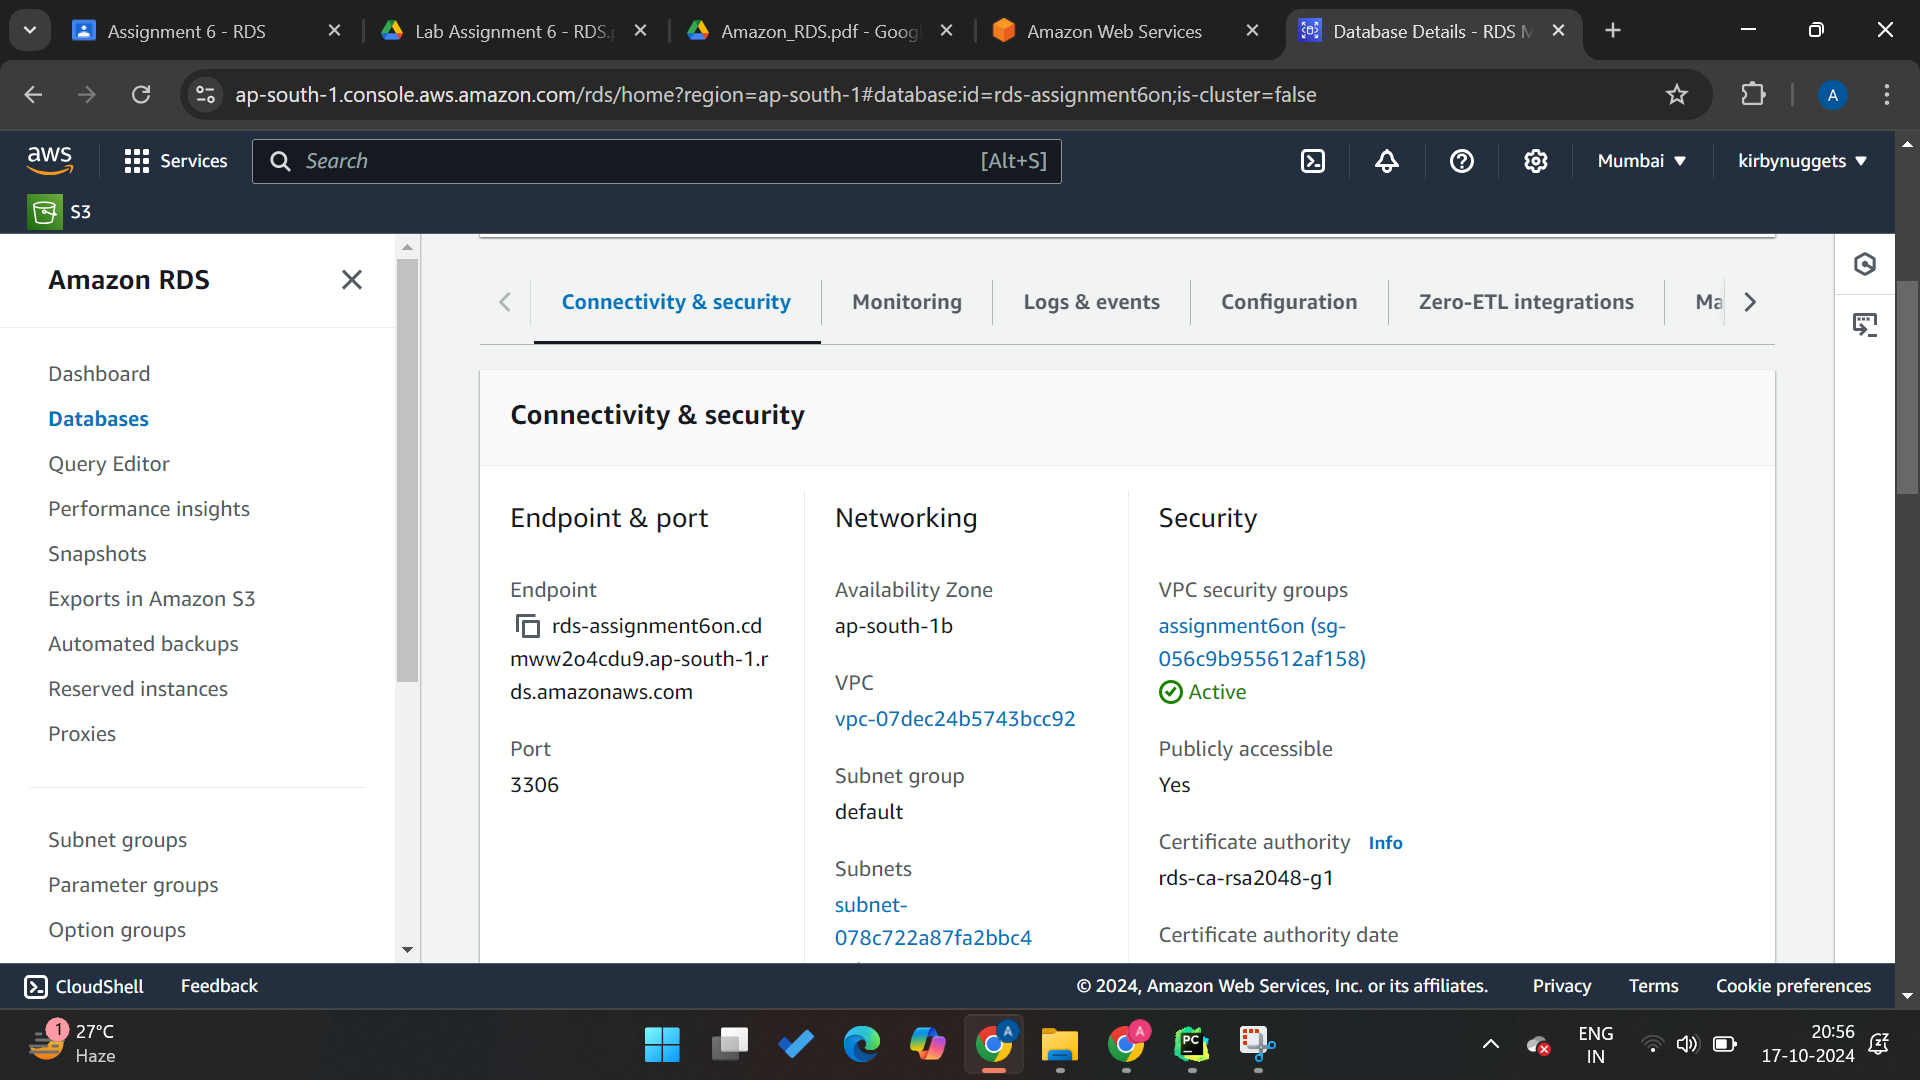 Assignment 6 - RDS
Lab Assignment 6 - RDS.
Amazon_RDS.pdf - Goog
Amazon Web Services
Database Details - RDS M
ap-south-1.console.aws.amazon.com/rds/home?region=ap-south-1#database:id=rds-assignment6on;is-cluster=false
A
aws
Services
Search
[Alt+S]
Mumbai
kirbynuggets
S3
Amazon RDS
Dashboard
Databases
Query Editor
Performance insights
Snapshots
Exports in Amazon S3
Automated backups
Reserved instances
Proxies
Subnet groups
Parameter groups
Option groups
Connectivity & security
Monitoring
Logs & events
Configuration
Zero-ETL integrations
Ma
Connectivity & security
Endpoint & port
Endpoint
rds-assignment6on.cd
mww2o4cdu9.ap-south-1.r
ds.amazonaws.com
Port
3306
Networking
Availability Zone
ap-south-1b
VPC
vpc-07dec24b5743bcc92
Subnet group
default
Subnets
subnet-
078c722a87fa2bbc4
Security
VPC security groups
assignment6on (sg-
056c9b955612af158)
Active
Publicly accessible
Yes
Certificate authority Info
rds-ca-rsa2048-g1
Certificate authority date
CloudShell
Feedback
© 2024, Amazon Web Services, Inc. or its affiliates.
Privacy
Terms
Cookie preferences
1
27°C
Haze
A
A
PC
ENG
IN
20:56
17-10-2024